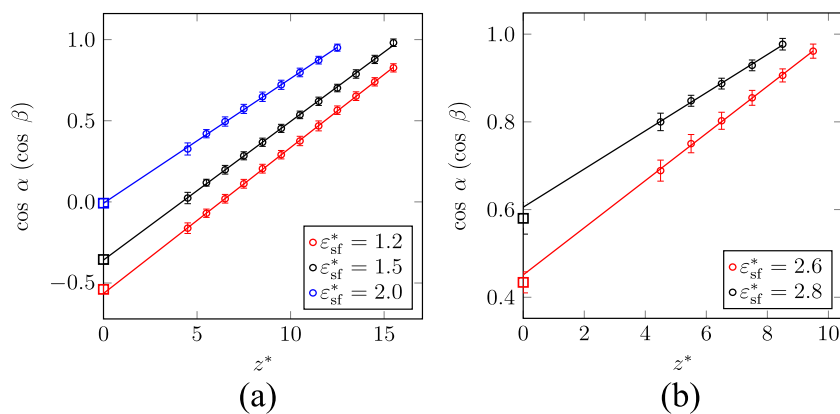 1.0
0.5
0.0
−0.5
cos α (cos β)
0
5
10
15
z*
ε*sf = 1.2
ε*sf = 1.5
ε*sf = 2.0
(a)
1.0
0.8
0.6
0.4
cos α (cos β)
0
2
4
6
8
10
z*
ε*sf = 2.6
ε*sf = 2.8
(b)